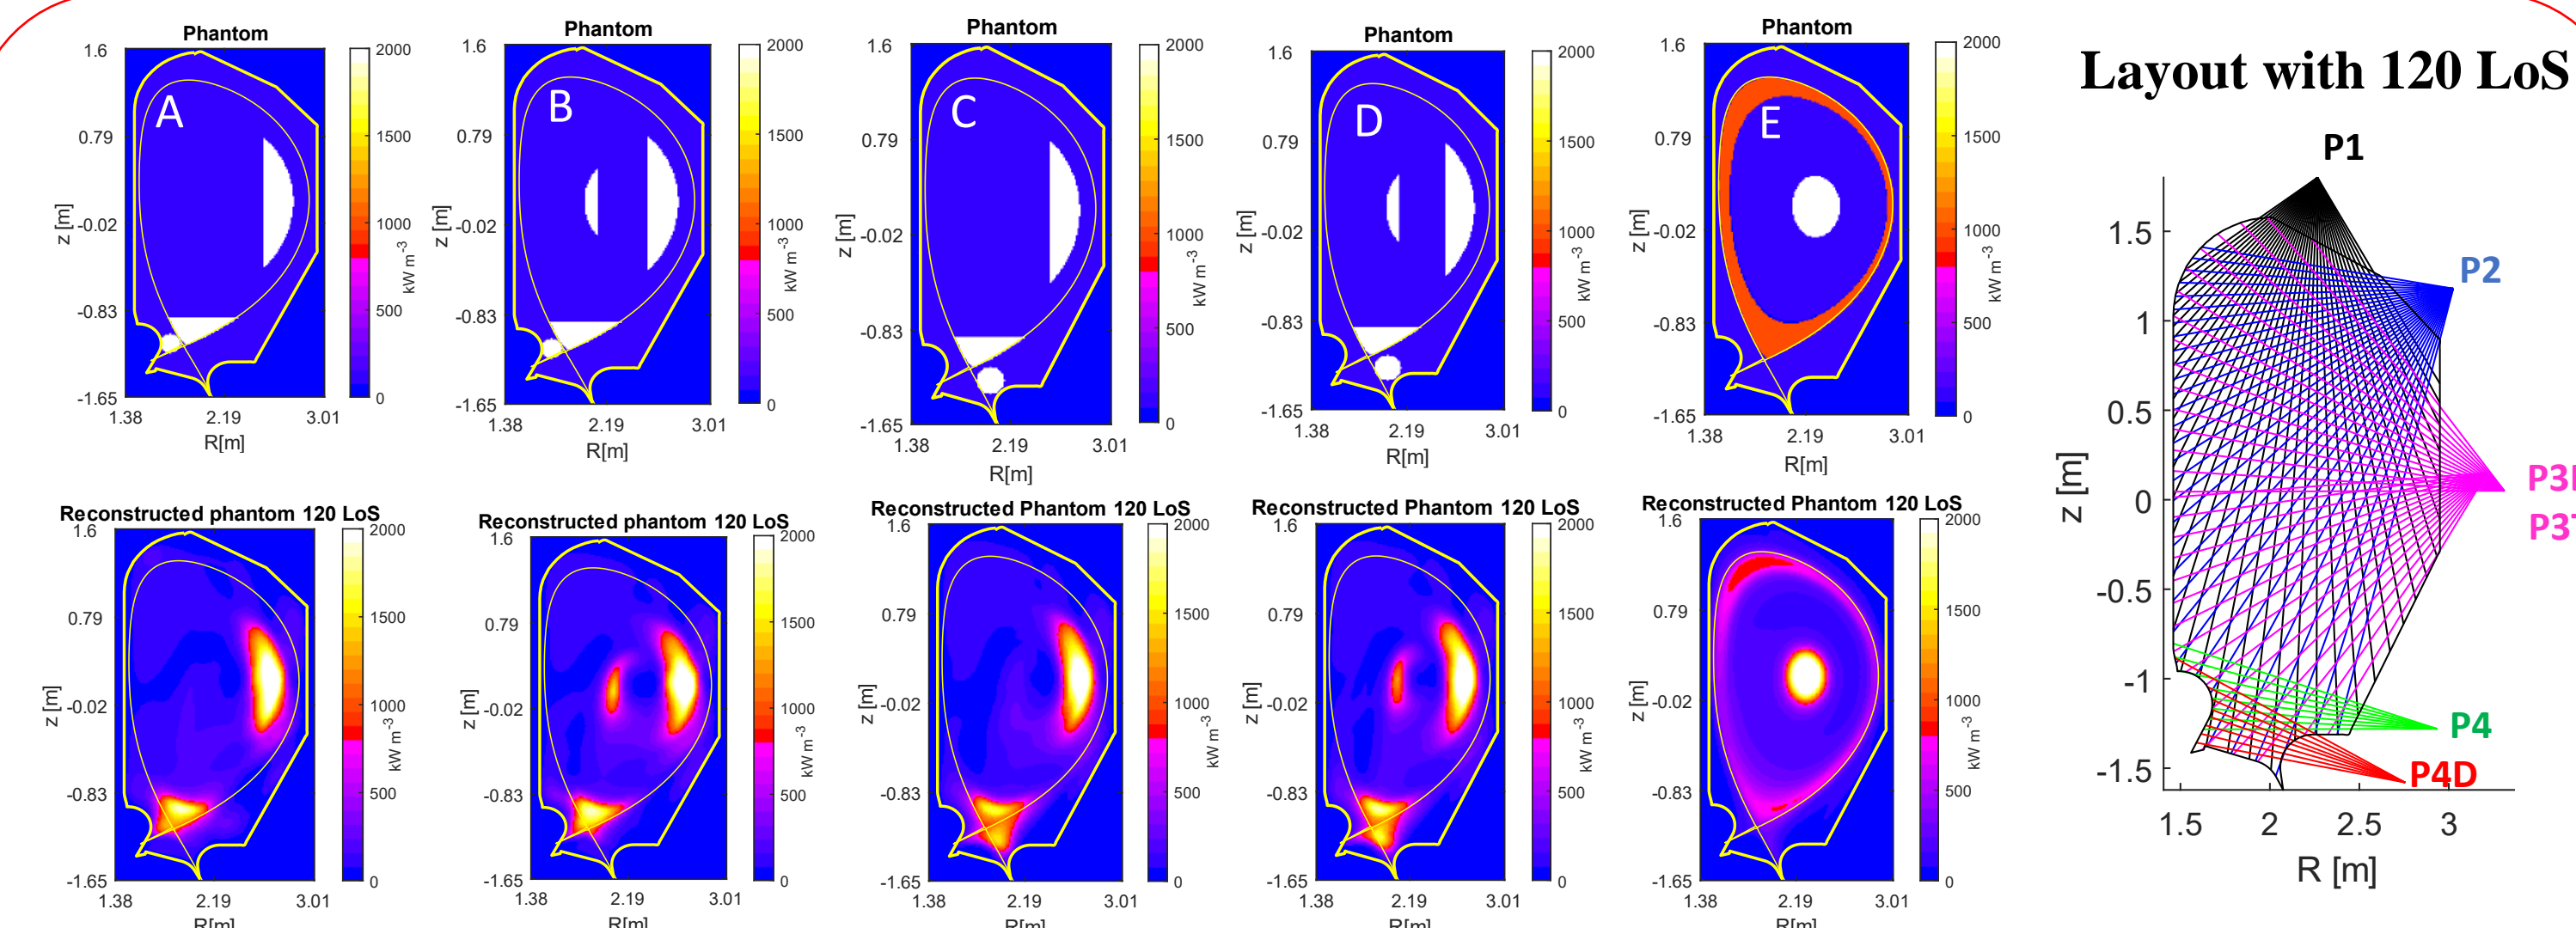 Phantom
A
1.6
0.79
-0.02
-0.83
-1.65
1.38
2.19
3.01
z [m]
R[m]
2000
1500
1000
500
0
kW m-3
Phantom
B
1.6
0.79
-0.02
-0.83
-1.65
1.38
2.19
3.01
z [m]
R[m]
2000
1500
1000
500
0
kW m-3
Phantom
C
1.6
0.79
-0.02
-0.83
-1.65
1.38
2.19
3.01
z [m]
R[m]
2000
1500
1000
500
0
kW m-3
Phantom
D
1.6
0.79
-0.02
-0.83
-1.65
1.38
2.19
3.01
z [m]
R[m]
2000
1500
1000
500
0
kW m-3
Phantom
E
1.6
0.79
-0.02
-0.83
-1.65
1.38
2.19
3.01
z [m]
R[m]
2000
1500
1000
500
0
kW m-3
Reconstructed phantom 120 LoS
1.6
0.79
-0.02
-0.83
-1.65
1.38
2.19
3.01
z [m]
R[m]
2000
1500
1000
500
0
kW m-3
Reconstructed phantom 120 LoS
1.6
0.79
-0.02
-0.83
-1.65
1.38
2.19
3.01
z [m]
R[m]
2000
1500
1000
500
0
kW m-3
Reconstructed Phantom 120 LoS
1.6
0.79
-0.02
-0.83
-1.65
1.38
2.19
3.01
z [m]
R[m]
2000
1500
1000
500
0
kW m-3
Reconstructed Phantom 120 LoS
1.6
0.79
-0.02
-0.83
-1.65
1.38
2.19
3.01
z [m]
R[m]
2000
1500
1000
500
0
kW m-3
Reconstructed Phantom 120 LoS
1.6
0.79
-0.02
-0.83
-1.65
1.38
2.19
3.01
z [m]
R[m]
2000
1500
1000
500
0
kW m-3
Layout with 120 LoS
P1
P2
P4
P4D
1.5
1
0.5
0
-0.5
-1
-1.5
z [m]
1.5
2
2.5
3
R [m]